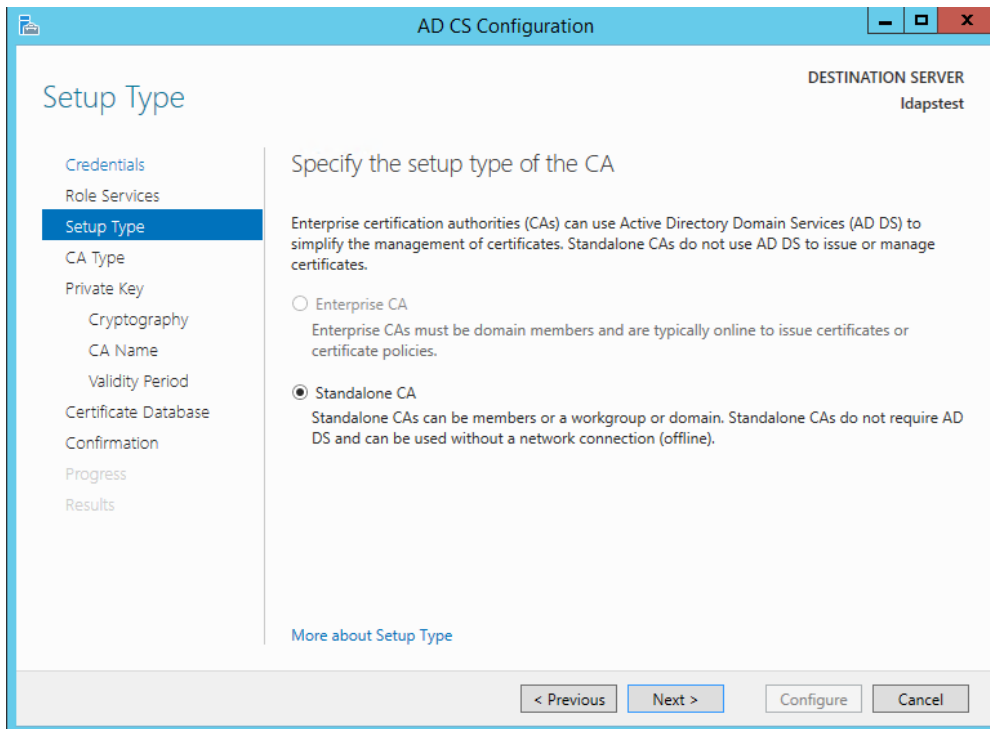 AD CS Configuration
DESTINATION SERVER
ldapstest
Setup Type
Credentials
Role Services
Setup Type
CA Type
Private Key
Cryptography
CA Name
Validity Period
Certificate Database
Confirmation
Progress
Results
Specify the setup type of the CA
Enterprise certification authorities (CAs) can use Active Directory Domain Services (AD DS) to
simplify the management of certificates. Standalone CAs do not use AD DS to issue or manage
certificates.
Enterprise CA
Enterprise CAs must be domain members and are typically online to issue certificates or
certificate policies.
Standalone CA
Standalone CAs can be members or a workgroup or domain. Standalone CAs do not require AD
DS and can be used without a network connection (offline).
More about Setup Type
< Previous
Next >
Configure
Cancel